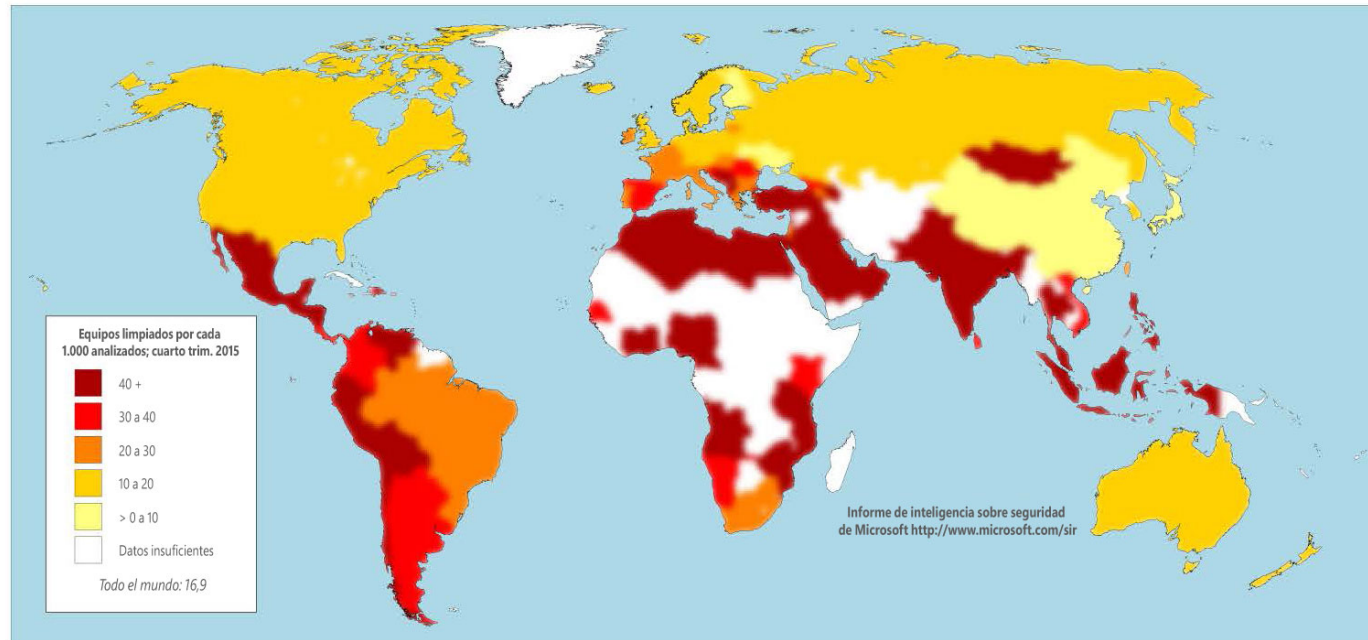 Equipos limpiados por cada
1.000 analizados; cuarto trim. 2015
40 +
30 a 40
20 a 30
10 a 20
> 0 a 10
Datos insuficientes
Todo el mundo: 16,9
Informe de inteligencia sobre seguridad
de Microsoft http://www.microsoft.com/sir